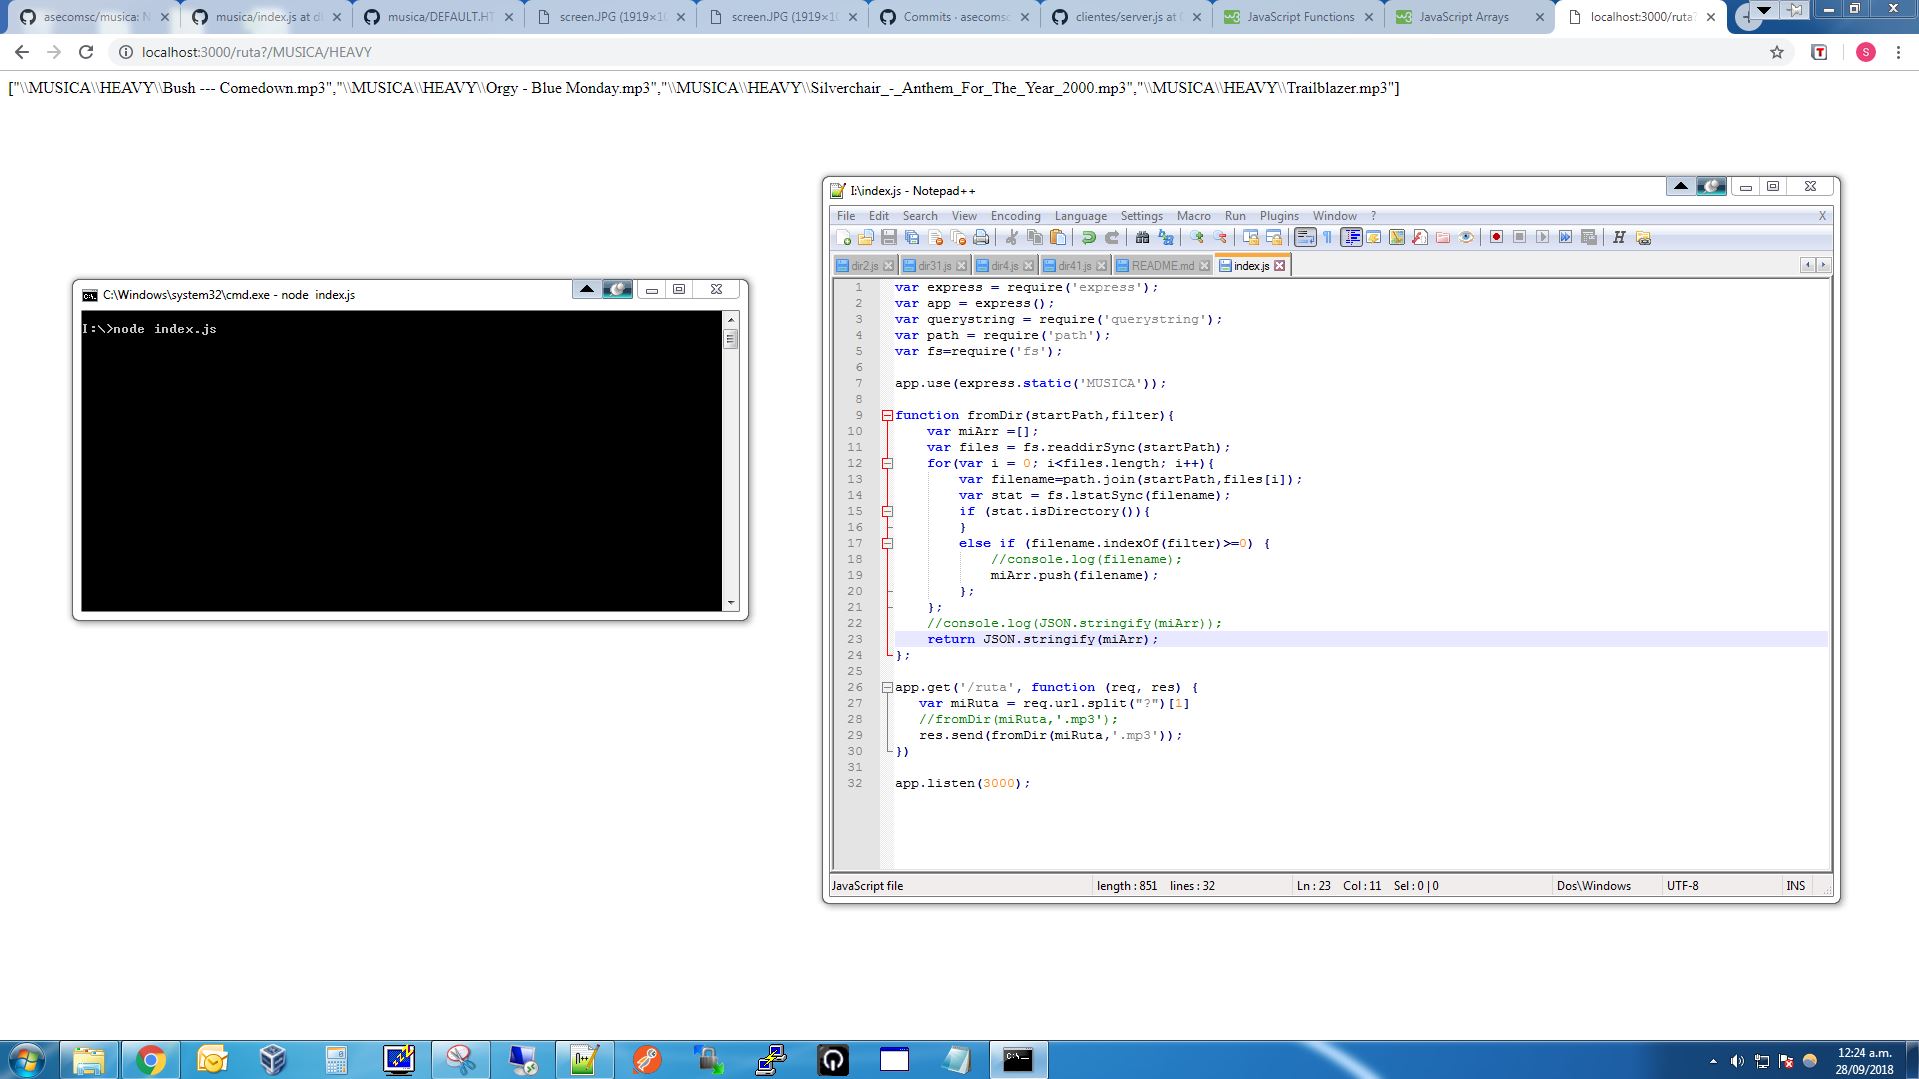 asecomsc/musica: N
musica/index.js at d
musica/DEFAULT.HT
screen.JPG (1919×10
screen.JPG (1919×10
Commits · asecomsc
clientes/server.js at
JavaScript Functions
JavaScript Arrays
localhost:3000/ruta?
localhost:3000/ruta?/MUSICA/HEAVY
["\\MUSICA\\HEAVY\\Bush --- Comedown.mp3","\\MUSICA\\HEAVY\\Orgy - Blue Monday.mp3","\\MUSICA\\HEAVY\\Silverchair_-_Anthem_For_The_Year_2000.mp3","\\MUSICA\\HEAVY\\Trailblazer.mp3"]
C:\Windows\system32\cmd.exe - node  index.js
I:\>node index.js
I:\index.js - Notepad++
File Edit Search View Encoding Language Settings Macro Run Plugins Window ? X
dir2.js dir31.js dir4.js dir41.js README.md index.js
1 var express = require('express');
2 var app = express();
3 var querystring = require('querystring');
4 var path = require('path');
5 var fs=require('fs');
6
7 app.use(express.static('MUSICA'));
8
9 function fromDir(startPath,filter){
10     var miArr =[];
11     var files = fs.readdirSync(startPath);
12     for(var i = 0; i<files.length; i++){
13         var filename=path.join(startPath,files[i]);
14         var stat = fs.lstatSync(filename);
15         if (stat.isDirectory()){
16         }
17         else if (filename.indexOf(filter)>=0) {
18             //console.log(filename);
19             miArr.push(filename);
20         };
21     };
22     //console.log(JSON.stringify(miArr));
23     return JSON.stringify(miArr);
24 };
25
26 app.get('/ruta', function (req, res) {
27    var miRuta = req.url.split("?")[1]
28    //fromDir(miRuta,'.mp3');
29    res.send(fromDir(miRuta,'.mp3'));
30 })
31
32 app.listen(3000);
JavaScript file length : 851 lines : 32 Ln : 23 Col : 11 Sel : 0 | 0 Dos\Windows UTF-8 INS
12:24 a.m.
28/09/2018